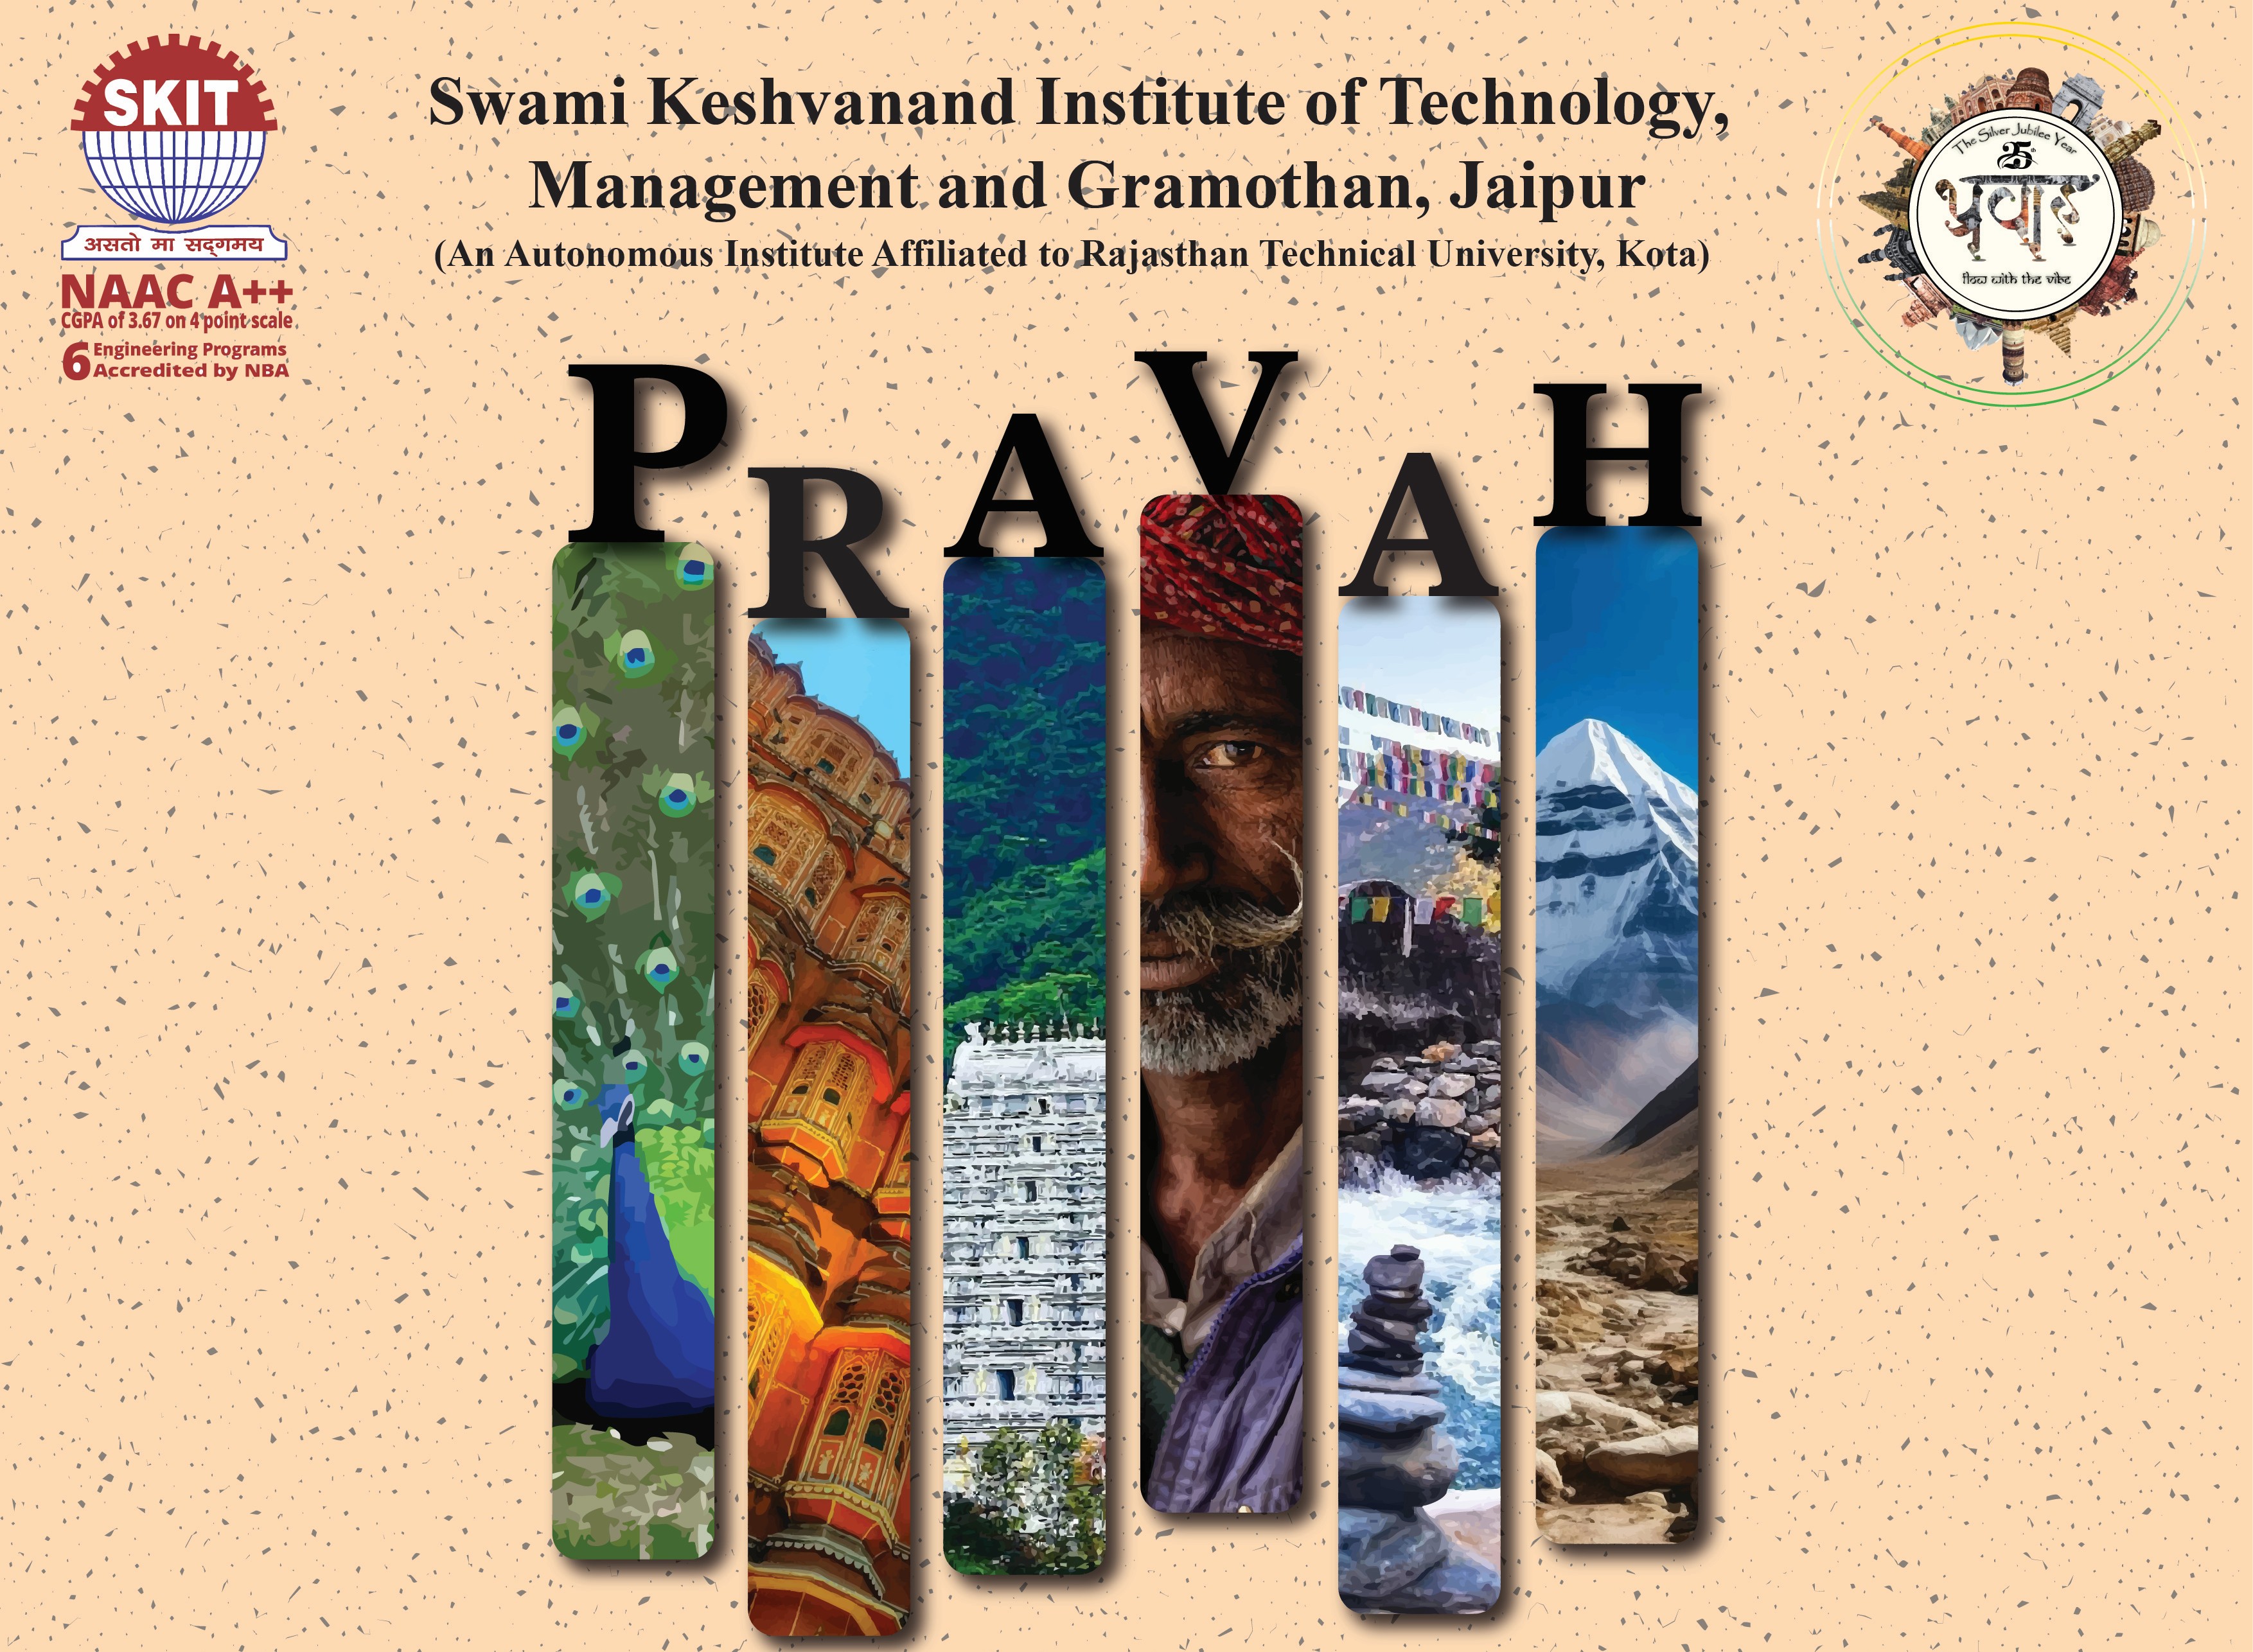 SKIT
असतो मा सद्गमय
NAAC A++
CGPA of 3.67 on 4 point scale
6 Engineering Programs
Accredited by NBA
Swami Keshvanand Institute of Technology,
Management and Gramothan, Jaipur
(An Autonomous Institute Affiliated to Rajasthan Technical University, Kota)
The Silver Jubilee Year
25th
प्रवाह
flow with the vibe
PRAVAH